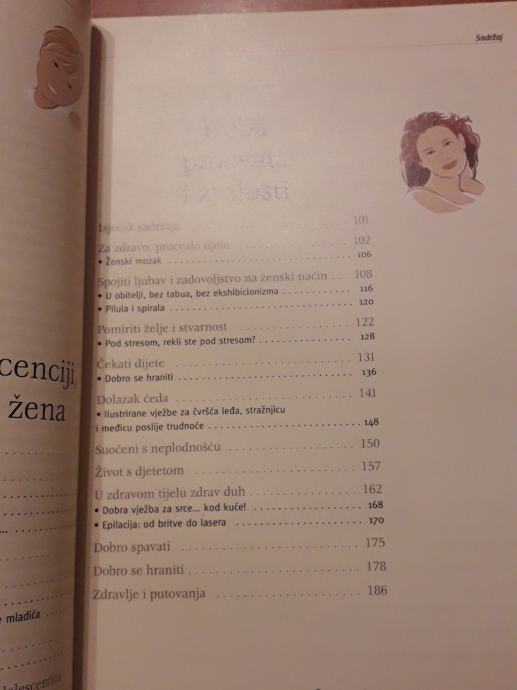 cenciji,
žena
mladića
Sadržaj
Isječak sadržaja 101
Za zdravo, procvalo tijelo 102
• Ženski mozak 106
Spojiti ljubav i zadovoljstvo na ženski način 108
• U obitelji, bez tabua, bez ekshibicionizma 116
• Pilula i spirala 120
Pomiriti želje i stvarnost 122
• Pod stresom, rekli ste pod stresom? 128
Čekati dijete 131
• Dobro se hraniti 136
Dolazak čeda 141
• Ilustrirane vježbe za čvršća leđa, stražnjicu
i međicu poslije trudnoće 148
Suočeni s neplodnošću 150
Život s djetetom 157
U zdravom tijelu zdrav duh 162
• Dobra vježba za srce... kod kuće! 168
• Epilacija: od britve do lasera 170
Dobro spavati 175
Dobro se hraniti 178
Zdravlje i putovanja 186